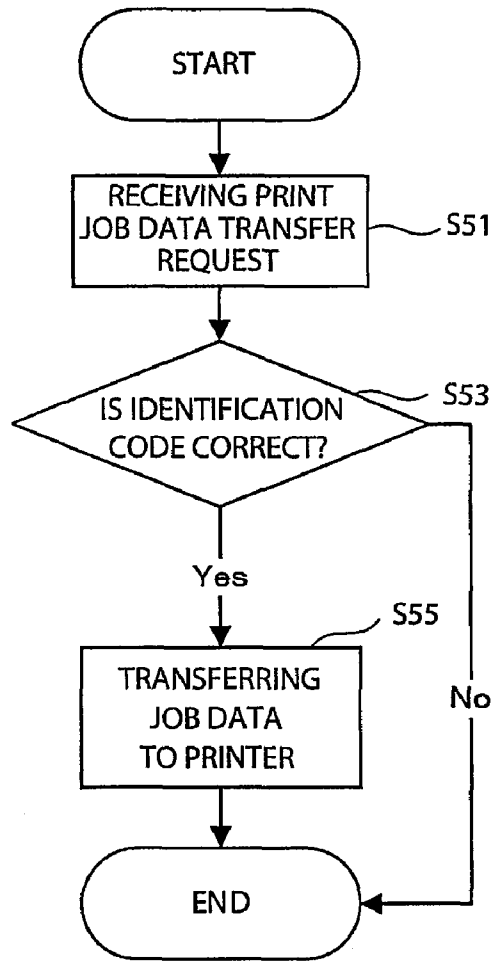 START
RECEIVING PRINT
JOB DATA TRANSFER
REQUEST
S51
IS IDENTIFICATION
CODE CORRECT?
S53
Yes
No
S55
TRANSFERRING
JOB DATA
TO PRINTER
END